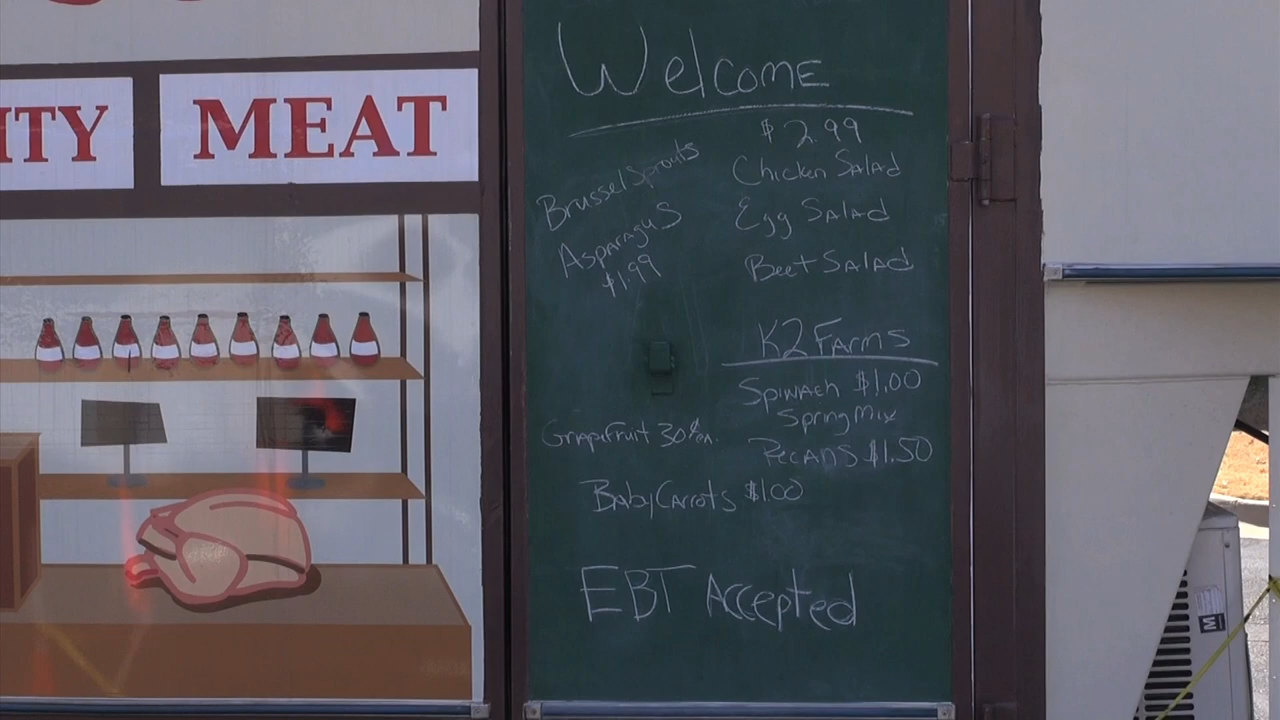 ITY
MEAT
Welcome
$2.99
Chicken Salad
Egg Salad
Beet Salad
Brussel Sprouts
Asparagus
$1.99
K2 Farms
Spinach $1.00
Spring Mix
Pecans $1.50
Grapefruit 30¢ea.
Baby Carrots $1.00
EBT Accepted
M